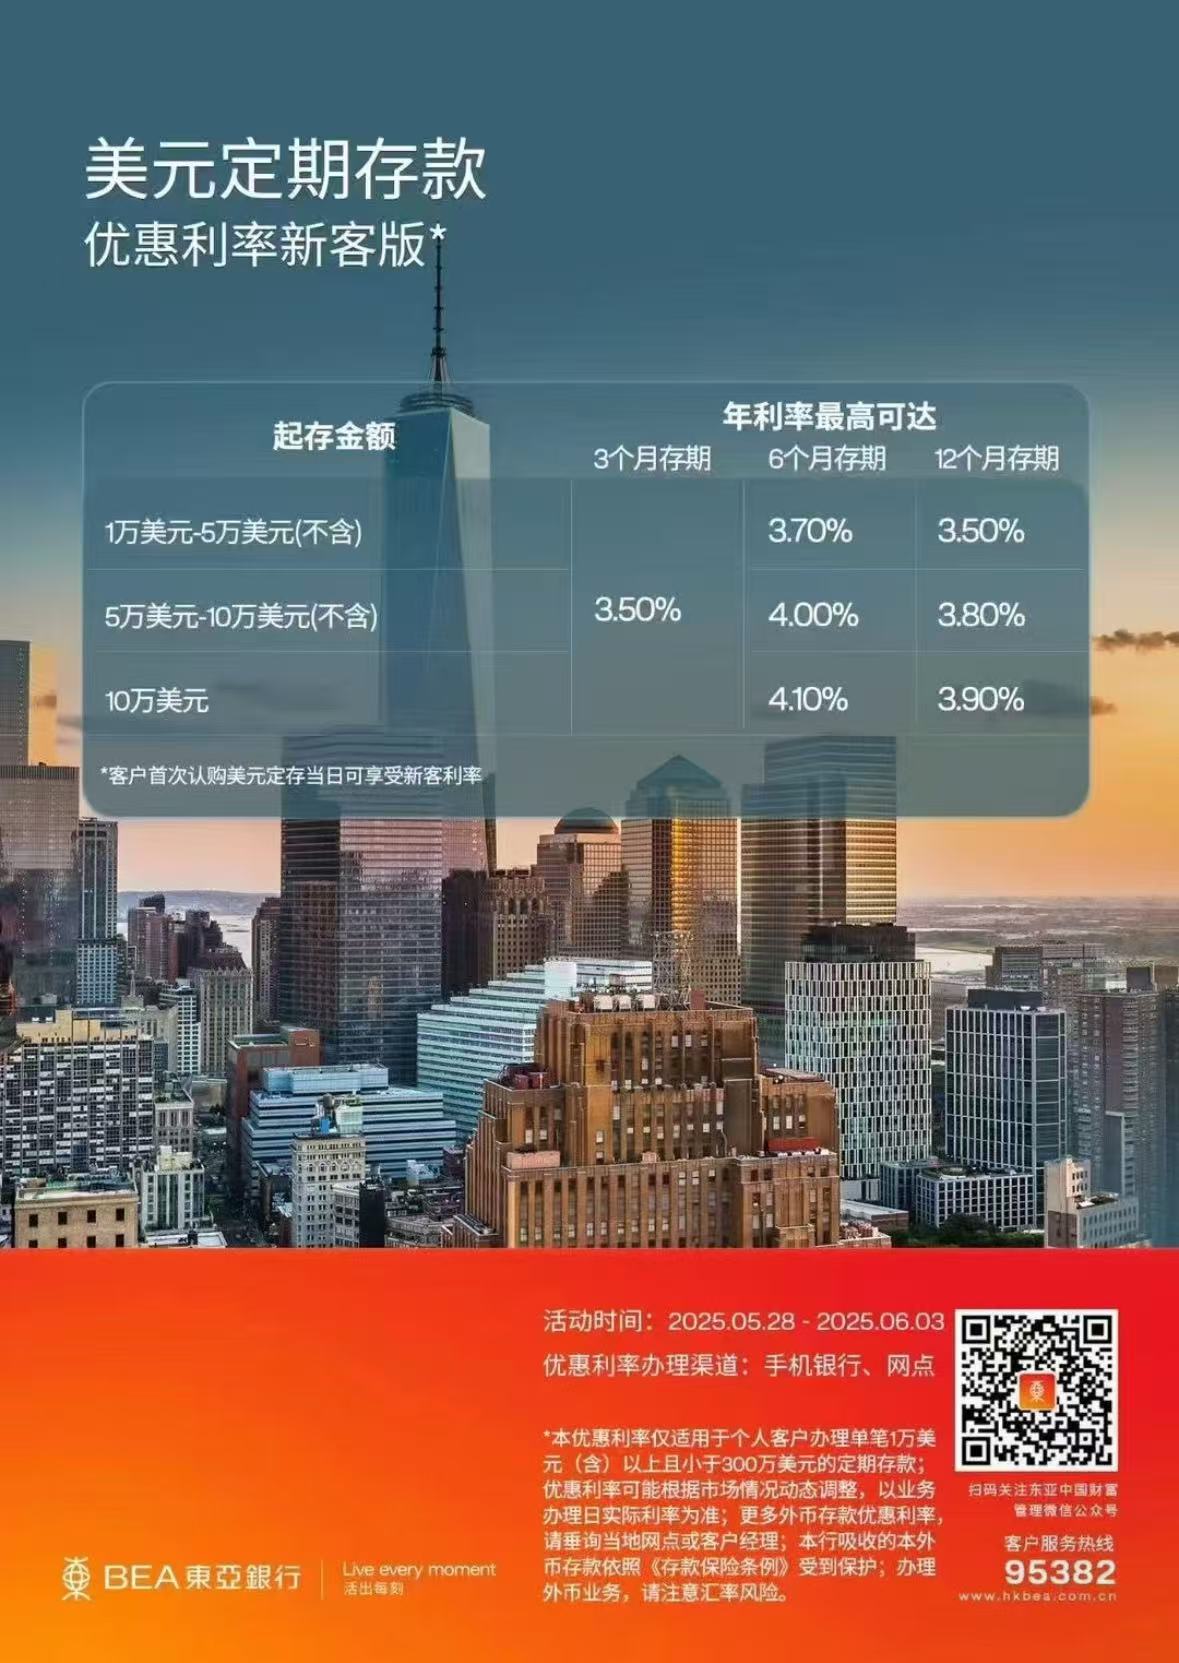 美元定期存款
优惠利率新客版*
起存金额
年利率最高可达
3个月存期 6个月存期 12个月存期
1万美元-5万美元(不含) 3.70% 3.50%
5万美元-10万美元(不含) 3.50% 4.00% 3.80%
10万美元 4.10% 3.90%
*客户首次认购美元定存当日可享受新客利率
活动时间：2025.05.28 - 2025.06.03
优惠利率办理渠道：手机银行、网点
*本优惠利率仅适用于个人客户办理单笔1万美
元（含）以上且小于300万美元的定期存款；
优惠利率可能根据市场情况动态调整，以业务
办理日实际利率为准；更多外币存款优惠利率，
请垂询当地网点或客户经理；本行吸收的本外
币存款依照《存款保险条例》受到保护；办理
外币业务，请注意汇率风险。
扫码关注东亚中国财富
管理微信公众号
客户服务热线
95382
www.hkbea.com.cn
BEA東亞銀行
Live every moment
活出每刻